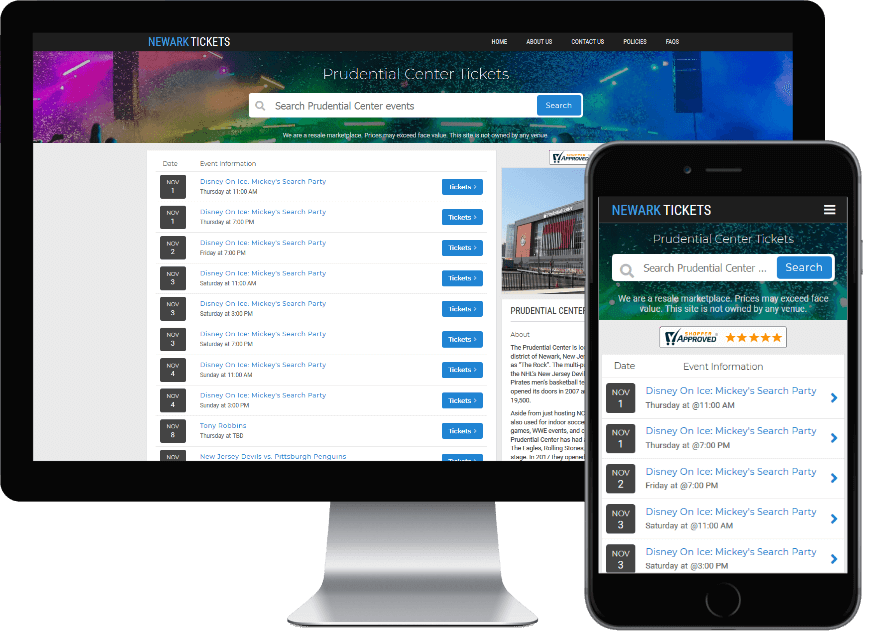 NEWARK TICKETS
HOME ABOUT US CONTACT US POLICIES FAQS
Prudential Center Tickets
Search Prudential Center events
Search
We are a resale marketplace. Prices may exceed face value. This site is not owned by any venue.
Date Event Information
NOV 1
Disney On Ice: Mickey's Search Party
Thursday at 11:00 AM
Tickets
NOV 1
Disney On Ice: Mickey's Search Party
Thursday at 7:00 PM
Tickets
NOV 2
Disney On Ice: Mickey's Search Party
Friday at 7:00 PM
Tickets
NOV 3
Disney On Ice: Mickey's Search Party
Saturday at 11:00 AM
Tickets
NOV 3
Disney On Ice: Mickey's Search Party
Saturday at 3:00 PM
Tickets
NOV 3
Disney On Ice: Mickey's Search Party
Saturday at 7:00 PM
Tickets
NOV 4
Disney On Ice: Mickey's Search Party
Sunday at 11:00 AM
Tickets
NOV 4
Disney On Ice: Mickey's Search Party
Sunday at 3:00 PM
Tickets
NOV 8
Tony Robbins
Thursday at TBD
Tickets
NOV
New Jersey Devils vs. Pittsburgh Penguins
Tickets
APPROVED
PRUDENTIAL CENTER
About
The Prudential Center is lo
district of Newark, New Jers
as "The Rock". The multi-p
the NHL's New Jersey Devil
Pirates men's basketball te
opened its doors in 2007 a
19,500.
Aside from just hosting NC
also used for indoor socce
games, WWE events, and c
Prudential Center has had a
The Eagles, Rolling Stones
stage. In 2017 they opened
NEWARK TICKETS
Prudential Center Tickets
Search Prudential Center ...
Search
We are a resale marketplace. Prices may exceed face
value. This site is not owned by any venue.
SHOPPER
APPROVED
Date Event Information
NOV 1
Disney On Ice: Mickey's Search Party
Thursday at @11:00 AM
NOV 1
Disney On Ice: Mickey's Search Party
Thursday at @7:00 PM
NOV 2
Disney On Ice: Mickey's Search Party
Friday at @7:00 PM
NOV 3
Disney On Ice: Mickey's Search Party
Saturday at @11:00 AM
NOV 3
Disney On Ice: Mickey's Search Party
Saturday at @3:00 PM